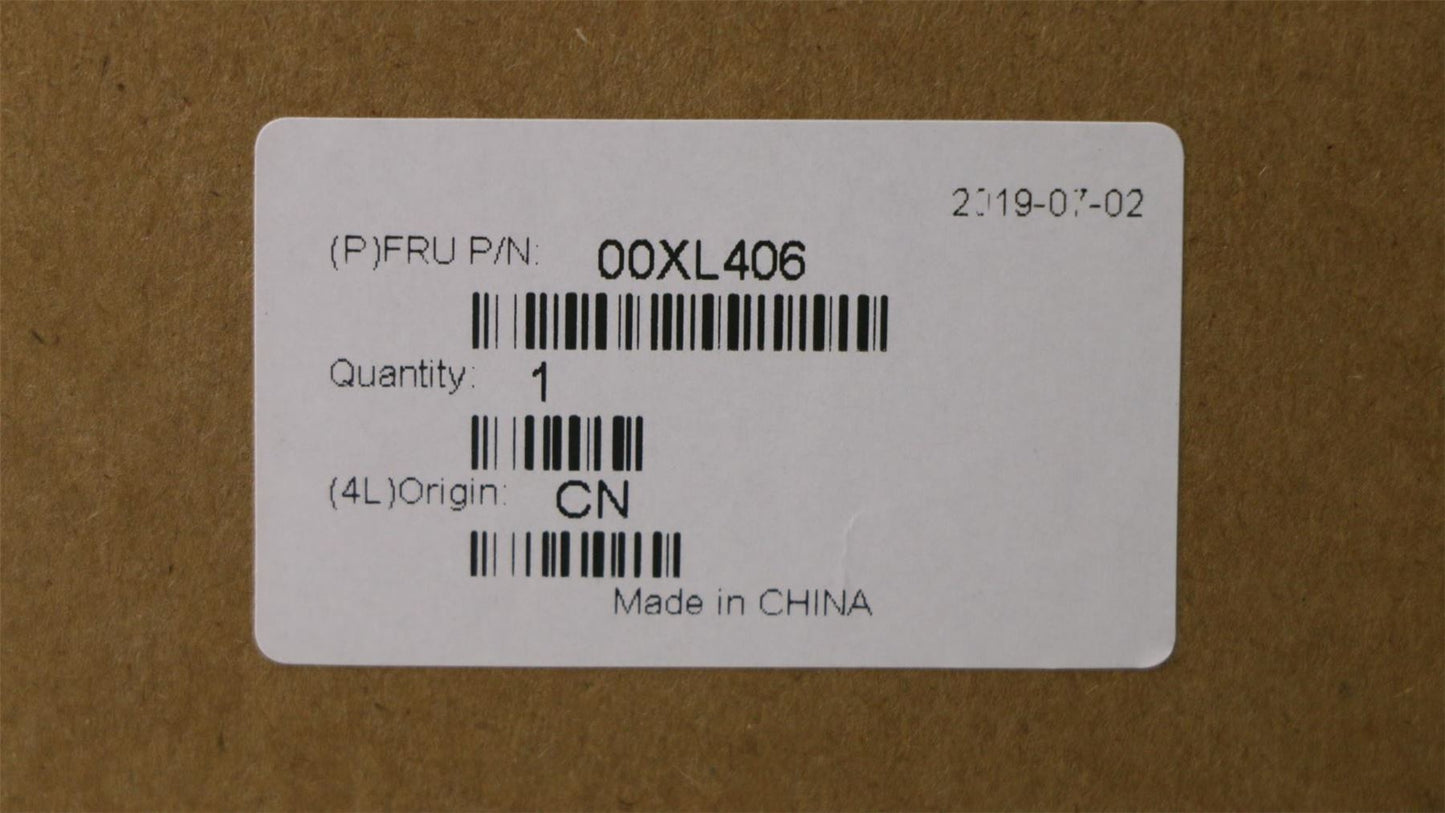 2019-07-02
(P)FRU P/N: 00XL406
Quantity: 1
(4L)Origin: CN
Made in CHINA